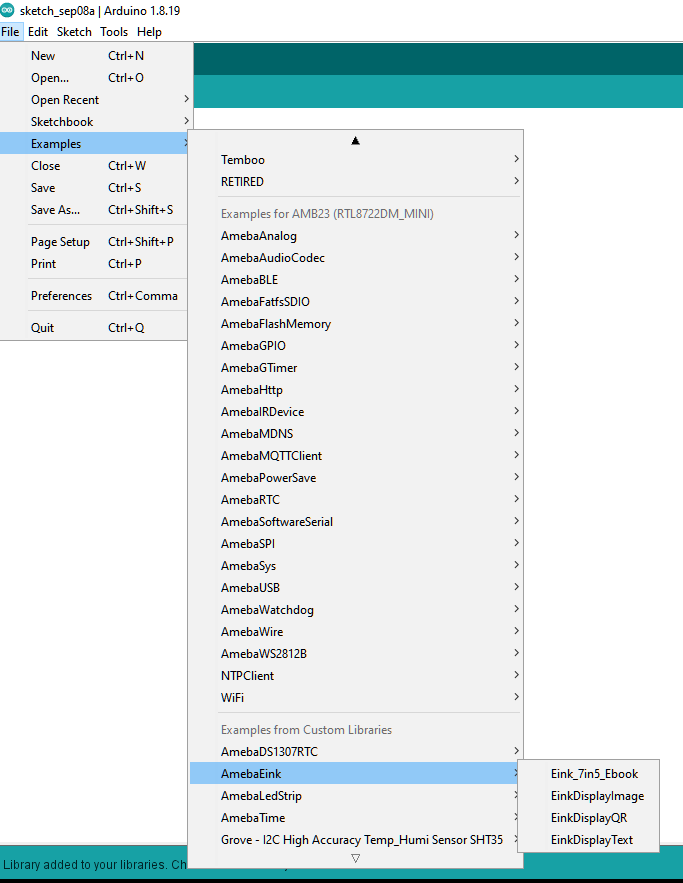 sketch_sep08a | Arduino 1.8.19
File Edit Sketch Tools Help
New Ctrl+N
Open... Ctrl+O
Open Recent
Sketchbook
Examples
Close Ctrl+W
Save Ctrl+S
Save As... Ctrl+Shift+S
Page Setup Ctrl+Shift+P
Print Ctrl+P
Preferences Ctrl+Comma
Quit Ctrl+Q
Temboo
RETIRED
Examples for AMB23 (RTL8722DM_MINI)
AmebaAnalog
AmebaAudioCodec
AmebaBLE
AmebaFatfsSDIO
AmebaFlashMemory
AmebaGPIO
AmebaGTimer
AmebaHttp
AmebaIRDevice
AmebaMDNS
AmebaMQTTClient
AmebaPowerSave
AmebaRTC
AmebaSoftwareSerial
AmebaSPI
AmebaSys
AmebaUSB
AmebaWatchdog
AmebaWire
AmebaWS2812B
NTPClient
WiFi
Examples from Custom Libraries
AmebaDS1307RTC
AmebaEink
AmebaLedStrip
AmebaTime
Grove - I2C High Accuracy Temp_Humi Sensor SHT35
Eink_7in5_Ebook
EinkDisplayImage
EinkDisplayQR
EinkDisplayText
Library added to your libraries. Ch